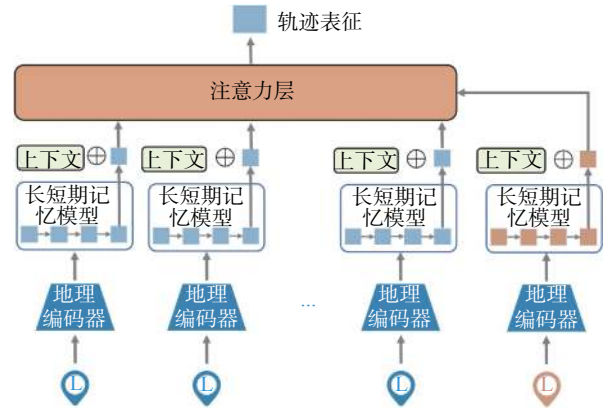 轨迹表征
注意力层
上下文
上下文
上下文
上下文
长短期记
忆模型
长短期记
忆模型
长短期记
忆模型
长短期记
忆模型
地理
编码器
地理
编码器
...
地理
编码器
地理
编码器
L
L
L
L